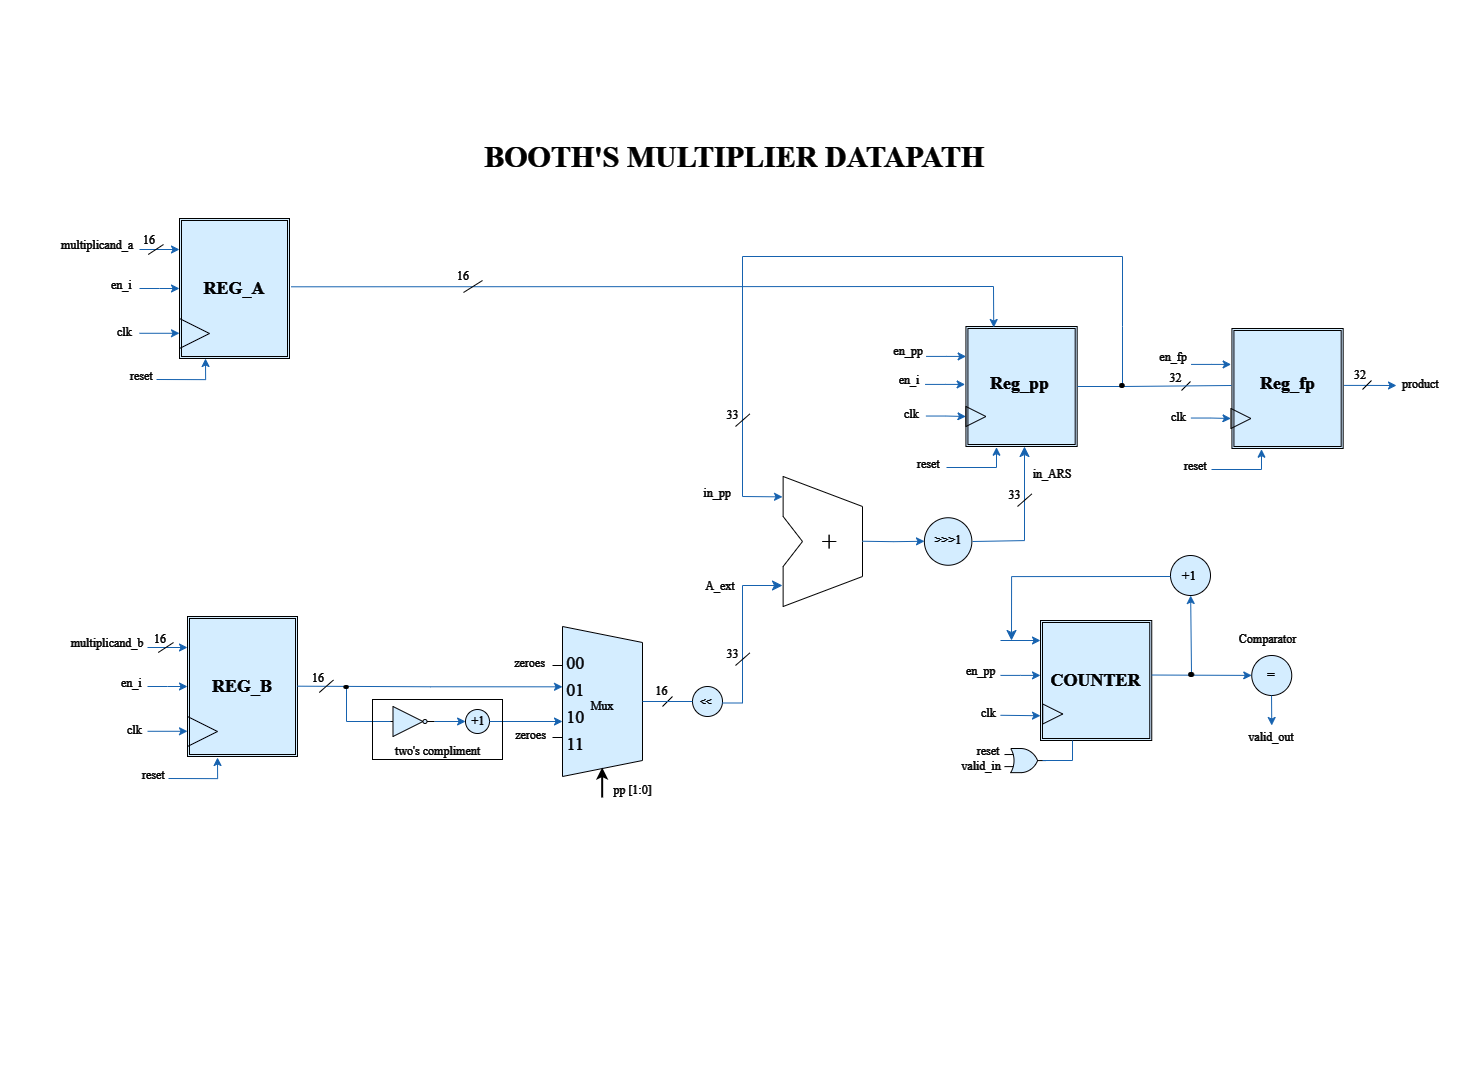 BOOTH'S MULTIPLIER DATAPATH
multiplicand_a
16
en_i
REG_A
clk
reset
16
en_pp
en_i
Reg_pp
clk
reset
in_ARS
33
en_fp
32
Reg_fp
clk
reset
32
product
33
in_pp
+
>>>1
A_ext
33
+1
multiplicand_b
16
en_i
REG_B
clk
reset
16
zeroes
00
01
Mux
10
zeroes
11
+1
two's compliment
pp [1:0]
16
<<
en_pp
COUNTER
clk
reset
valid_in
Comparator
=
valid_out